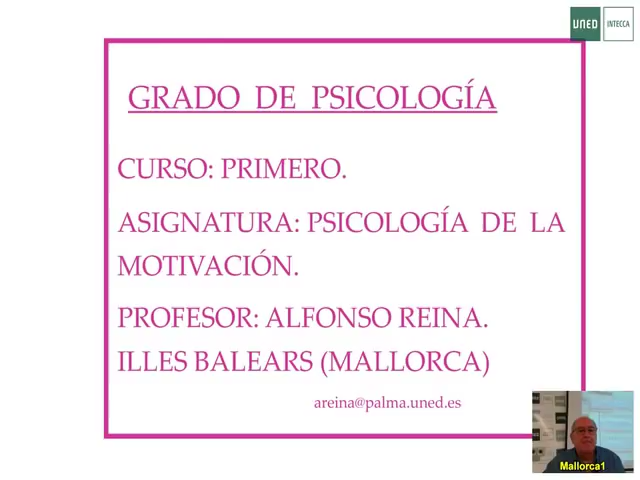 UNED
INTECCA
GRADO DE PSICOLOGÍA
CURSO: PRIMERO.
ASIGNATURA: PSICOLOGÍA DE LA
MOTIVACIÓN.
PROFESOR: ALFONSO REINA.
ILLES BALEARS (MALLORCA)
areina@palma.uned.es
Mallorca1